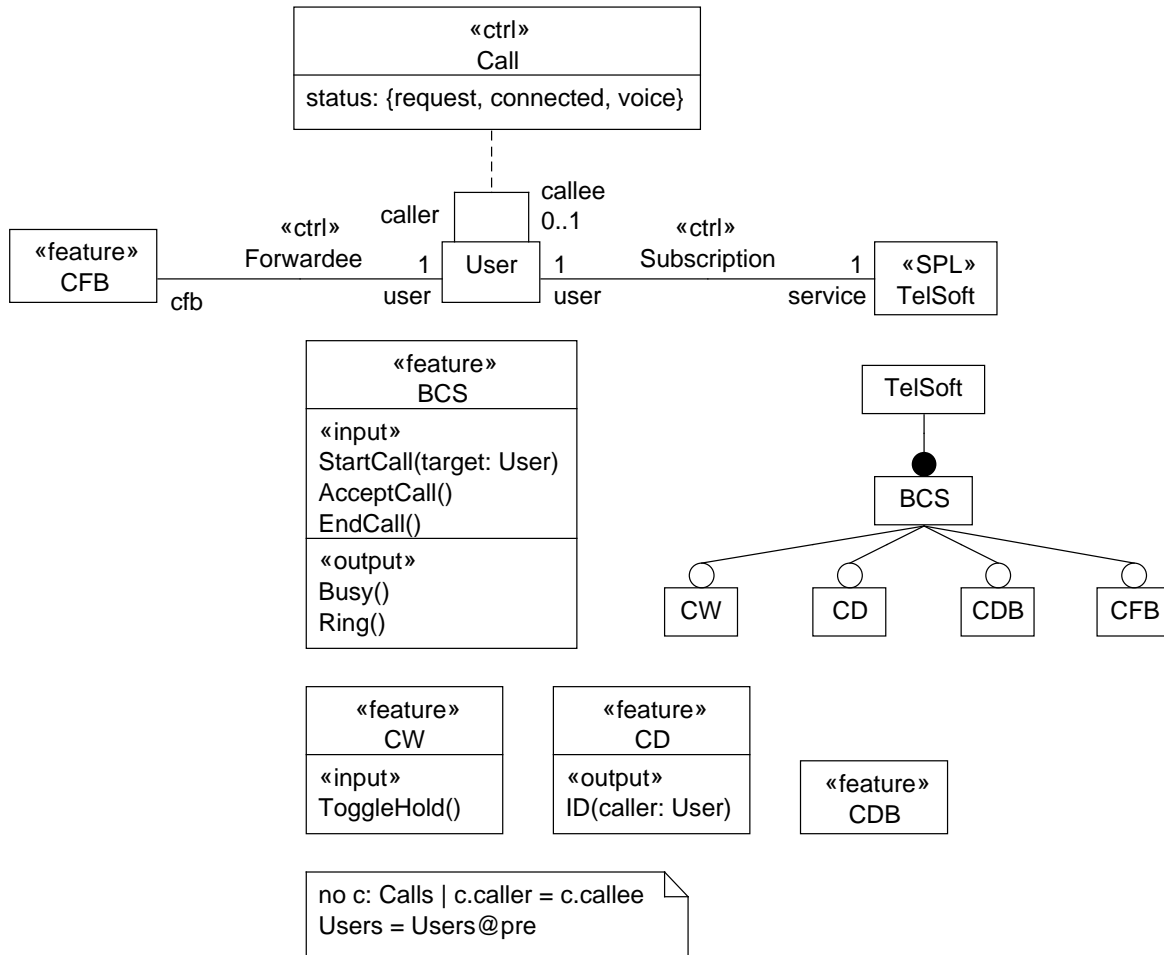 «ctrl»
Call
status: {request, connected, voice}
callee
caller
0..1
«ctrl»
«ctrl»
«feature»
CFB
Forwardee
1
User
1
Subscription
1
«SPL»
TelSoft
cfb
user
user
service
«feature»
BCS
«input»
StartCall(target: User)
AcceptCall()
EndCall()
«output»
Busy()
Ring()
TelSoft
BCS
CW
CD
CDB
CFB
«feature»
CW
«input»
ToggleHold()
«feature»
CD
«output»
ID(caller: User)
«feature»
CDB
no c: Calls | c.caller = c.callee
Users = Users@pre